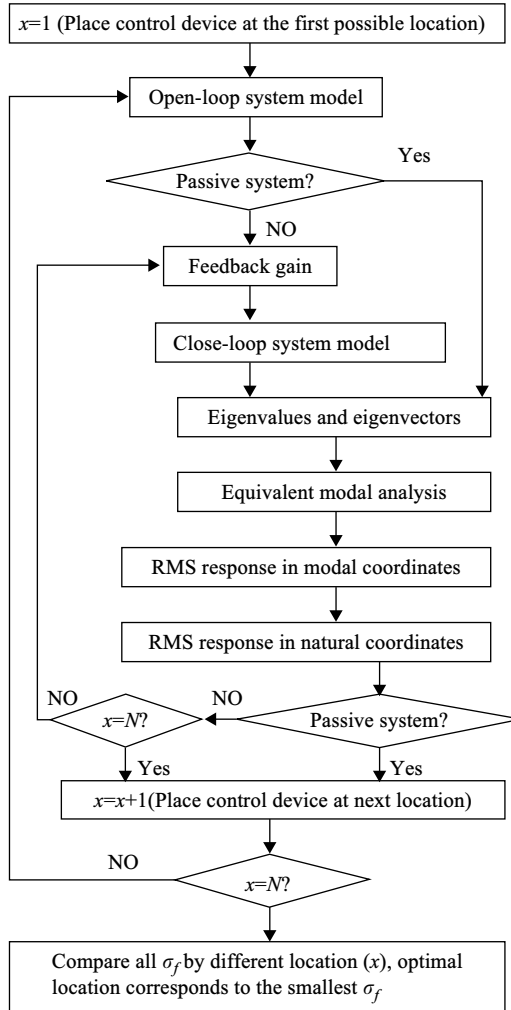 x=1 (Place control device at the first possible location)
Open-loop system model
Yes
Passive system?
NO
Feedback gain
Close-loop system model
Eigenvalues and eigenvectors
Equivalent modal analysis
RMS response in modal coordinates
RMS response in natural coordinates
NO
NO
x=N?
Passive system?
Yes
Yes
x=x+1(Place control device at next location)
NO
x=N?
Compare all σf by different location (x), optimal
location corresponds to the smallest σf